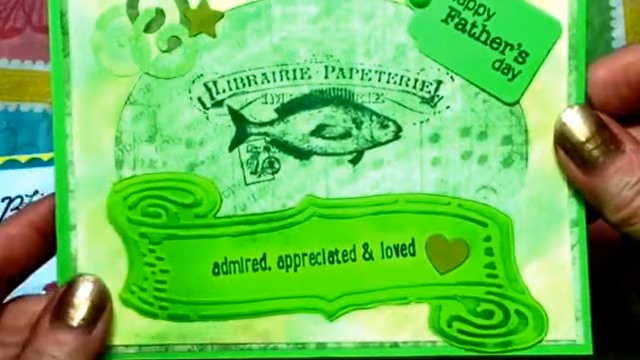 Happy
Father's
day
LIBRAIRIE · PAPETERIE
admired, appreciated & loved